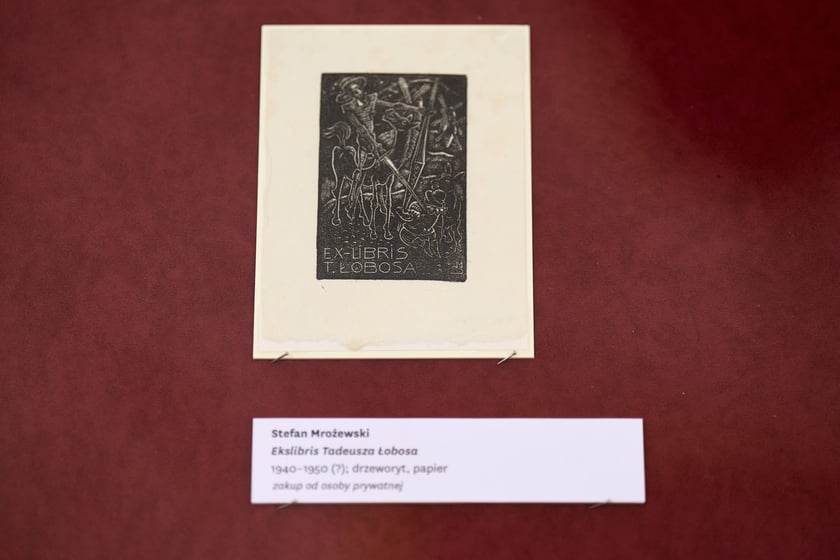 EX-LIBRIS
T. ŁOBOSA
Stefan Mrożewski
Ekslibris Tadeusza Łobosa
1940–1950 (?); drzeworyt, papier
zakup od osoby prywatnej